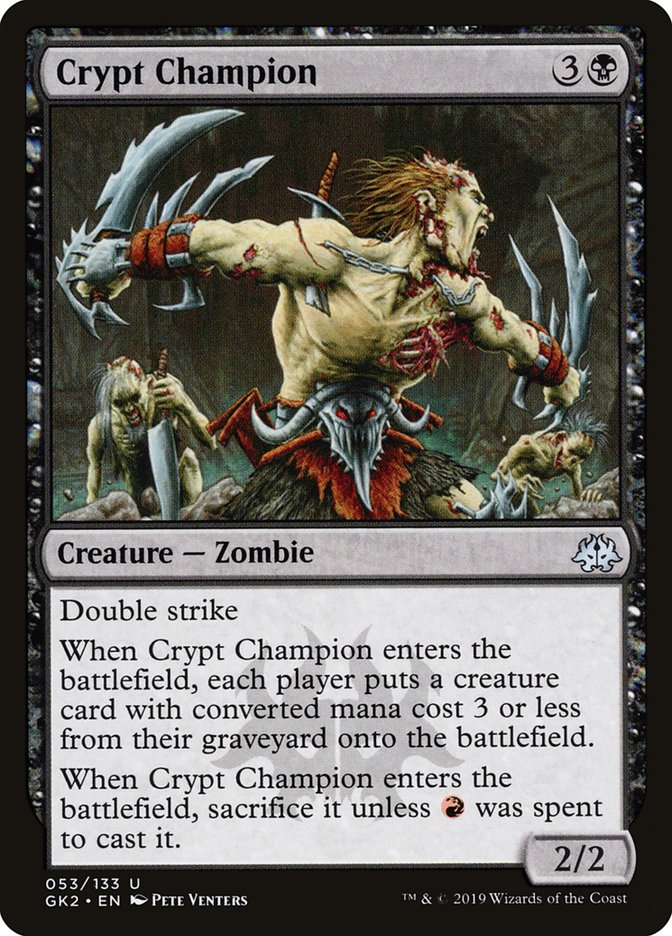 Crypt Champion 3
Creature — Zombie
Double strike
When Crypt Champion enters the
battlefield, each player puts a creature
card with converted mana cost 3 or less
from their graveyard onto the battlefield.
When Crypt Champion enters the
battlefield, sacrifice it unless was spent
to cast it.
2/2
053/133 U
GK2 • EN Pete Venters
™ & © 2019 Wizards of the Coast